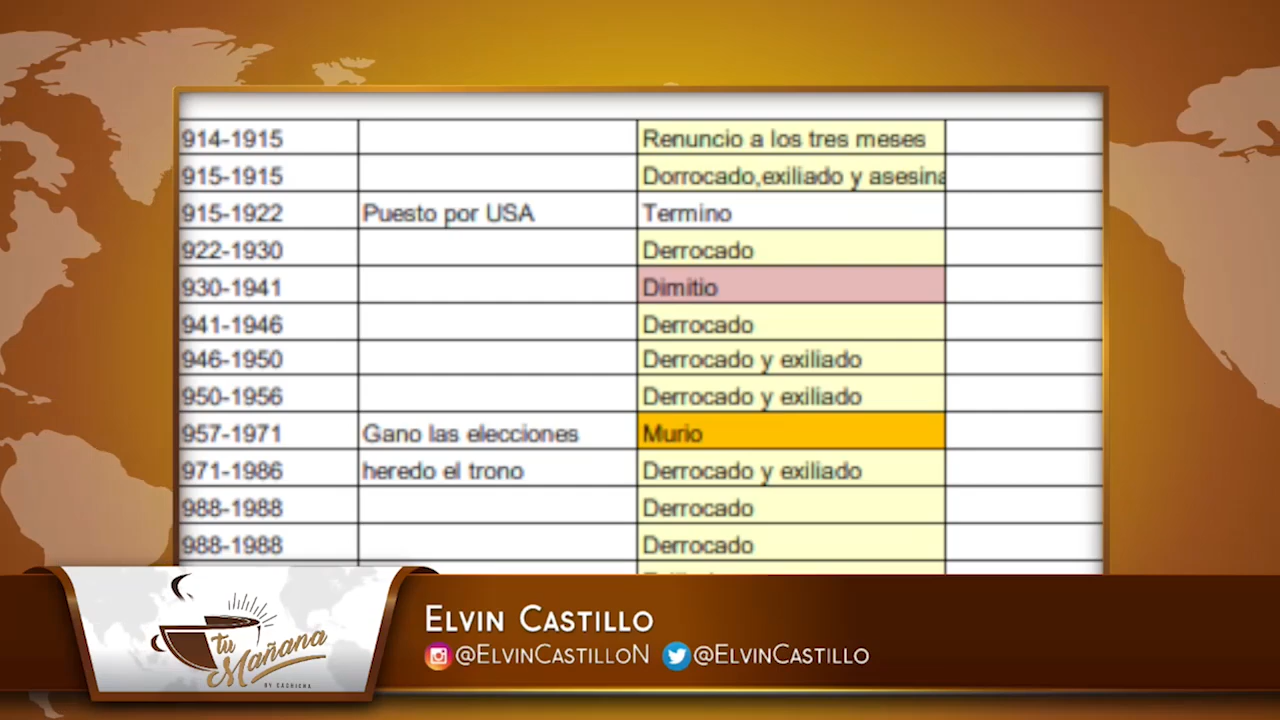 914-1915 Renuncio a los tres meses
915-1915 Dorrocado,exiliado y asesina
915-1922 Puesto por USA Termino
922-1930 Derrocado
930-1941 Dimitio
941-1946 Derrocado
946-1950 Derrocado y exiliado
950-1956 Derrocado y exiliado
957-1971 Gano las elecciones Murio
971-1986 heredo el trono Derrocado y exiliado
988-1988 Derrocado
988-1988 Derrocado
Elvin Castillo
@ElvinCastilloN @ElvinCastillo
tu
Mañana
BY CACHICHA